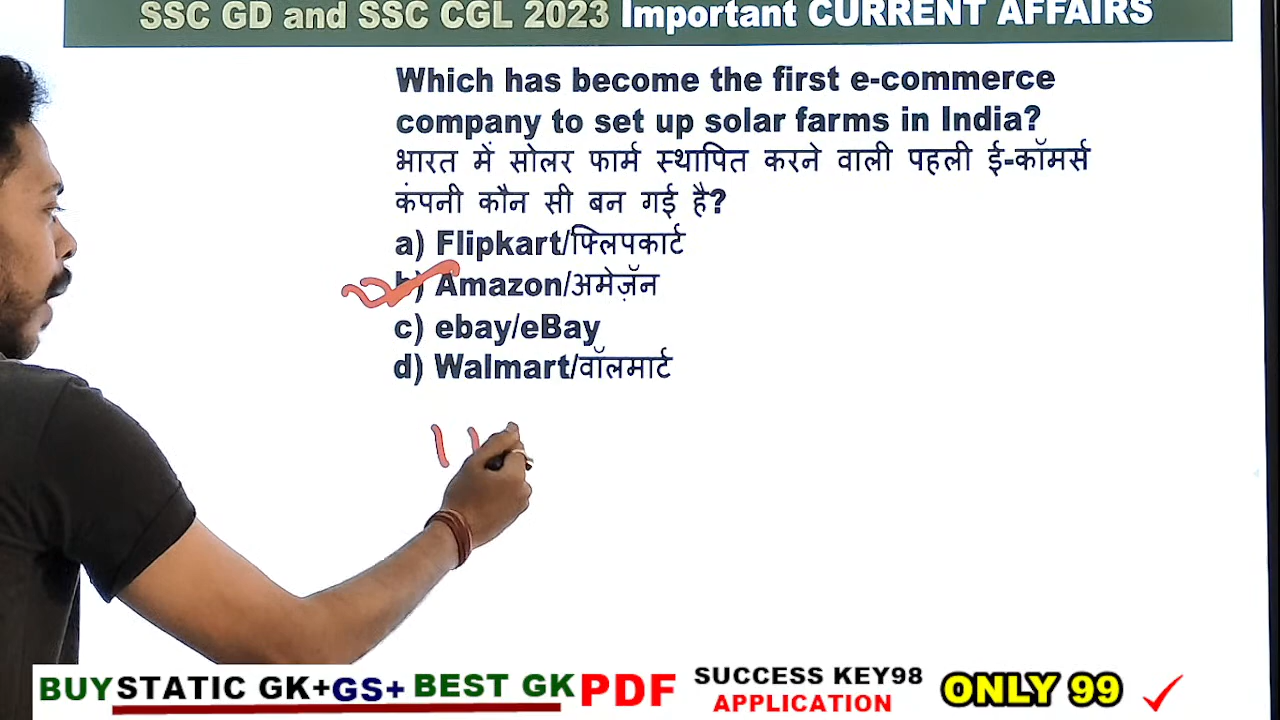 SSC GD and SSC CGL 2023 Important CURRENT AFFAIRS
Which has become the first e-commerce
company to set up solar farms in India?
भारत में सोलर फार्म स्थापित करने वाली पहली ई-कॉमर्स
कंपनी कौन सी बन गई है?
a) Flipkart/फ्लिपकार्ट
b) Amazon/अमेज़ॅन
c) ebay/eBay
d) Walmart/वॉलमार्ट
BUY STATIC GK+GS+ BEST GK PDF SUCCESS KEY98 APPLICATION ONLY 99